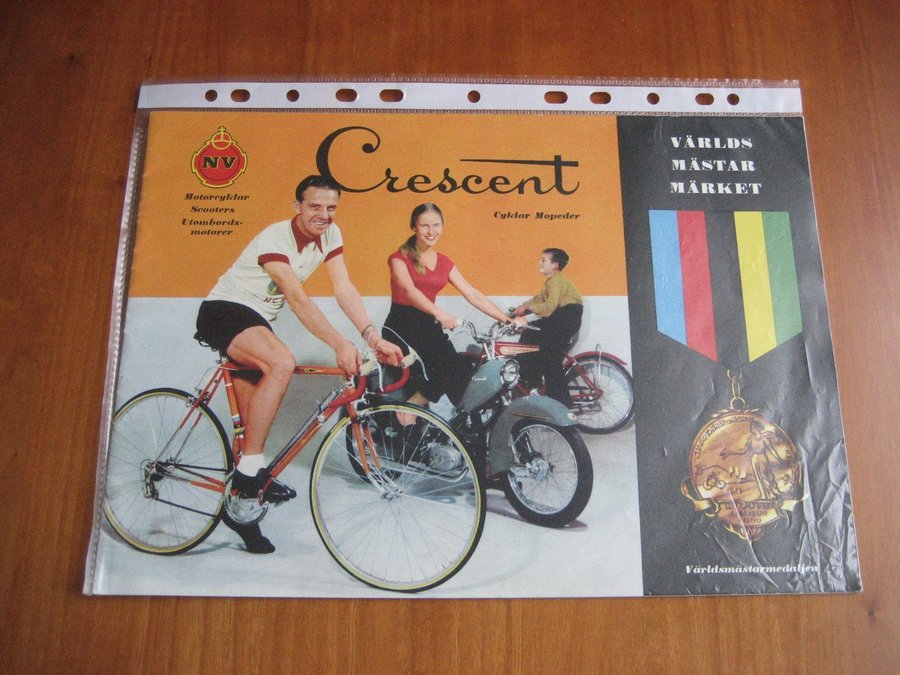 NV
Motorcyklar
Scooters
Utombords-
motorer
Crescent
Cyklar Mopeder
VÄRLDS
MÄSTAR
MÄRKET
Världsmästarmedaljen